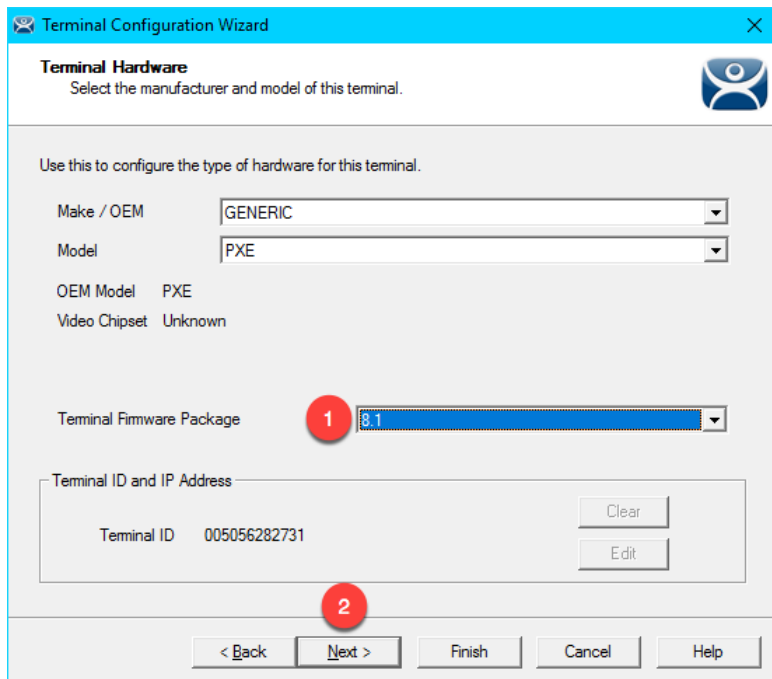 Terminal Configuration Wizard
Terminal Hardware
Select the manufacturer and model of this terminal.
Use this to configure the type of hardware for this terminal.
Make / OEM GENERIC
Model PXE
OEM Model PXE
Video Chipset Unknown
Terminal Firmware Package 1 8.1
Terminal ID and IP Address
Clear
Terminal ID 005056282731
Edit
2
< Back Next > Finish Cancel Help